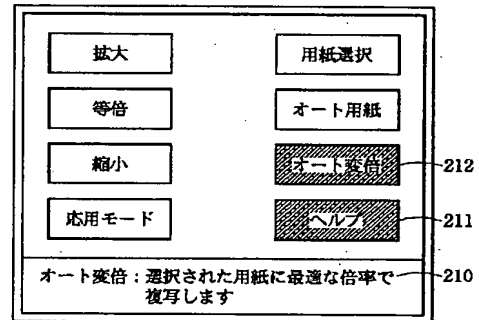 拡大 用紙選択
等倍 オート用紙
縮小 オート変倍 212
応用モード ヘルプ 211
オート変倍：選択された用紙に最適な倍率で 210
複写します